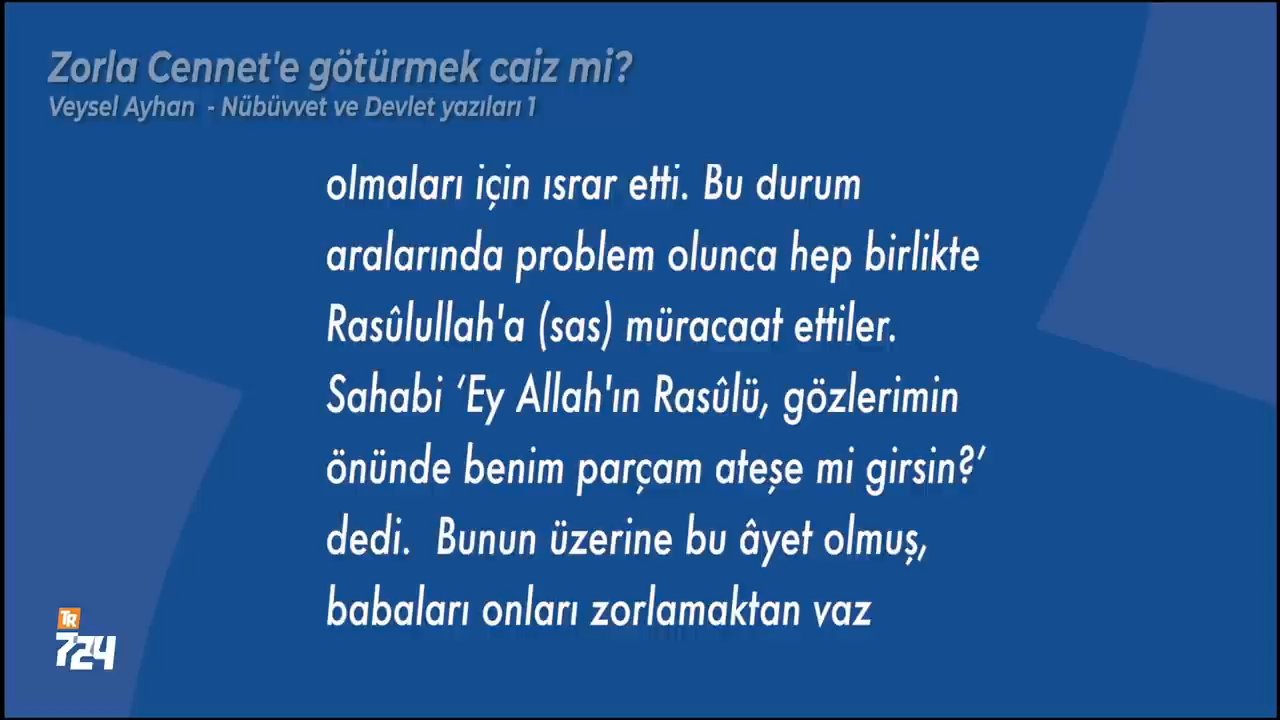 Zorla Cennet'e götürmek caiz mi?
Veysel Ayhan - Nübüvvet ve Devlet yazıları 1
olmaları için ısrar etti. Bu durum
aralarında problem olunca hep birlikte
Rasûlullah'a (sas) müracaat ettiler.
Sahabi ‘Ey Allah'ın Rasûlü, gözlerimin
önünde benim parçam ateşe mi girsin?’
dedi. Bunun üzerine bu âyet olmuş,
babaları onları zorlamaktan vaz
TR
724